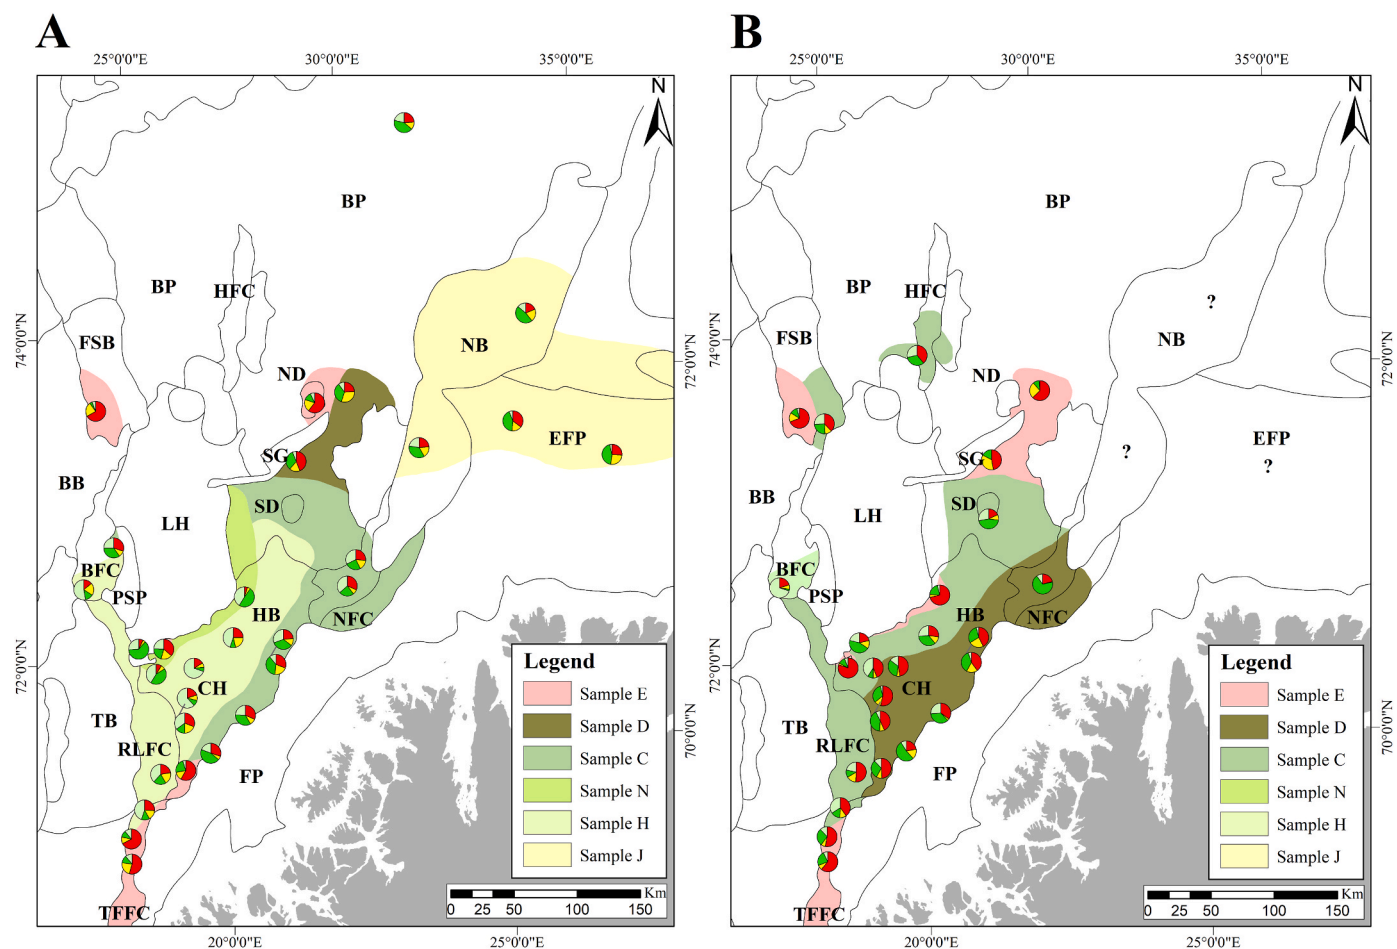 A
25°0'0"E
30°0'0"E
35°0'0"E
N
BP
BP
HFC
FSB
NB
ND
EFP
SG
BB
LH
SD
BFC
PSP
HB
NFC
CH
TB
RLFC
FP
TFFC
74°0'0"N
72°0'0"N
72°0'0"N
70°0'0"N
Legend
Sample E
Sample D
Sample C
Sample N
Sample H
Sample J
Km
0 25 50 100 150
20°0'0"E
25°0'0"E
B
25°0'0"E
30°0'0"E
35°0'0"E
N
BP
BP
HFC
?
FSB
NB
ND
EFP
SG
?
?
BB
LH
SD
BFC
PSP
HB
NFC
CH
TB
RLFC
FP
TFFC
74°0'0"N
72°0'0"N
72°0'0"N
70°0'0"N
Legend
Sample E
Sample D
Sample C
Sample N
Sample H
Sample J
Km
0 25 50 100 150
20°0'0"E
25°0'0"E